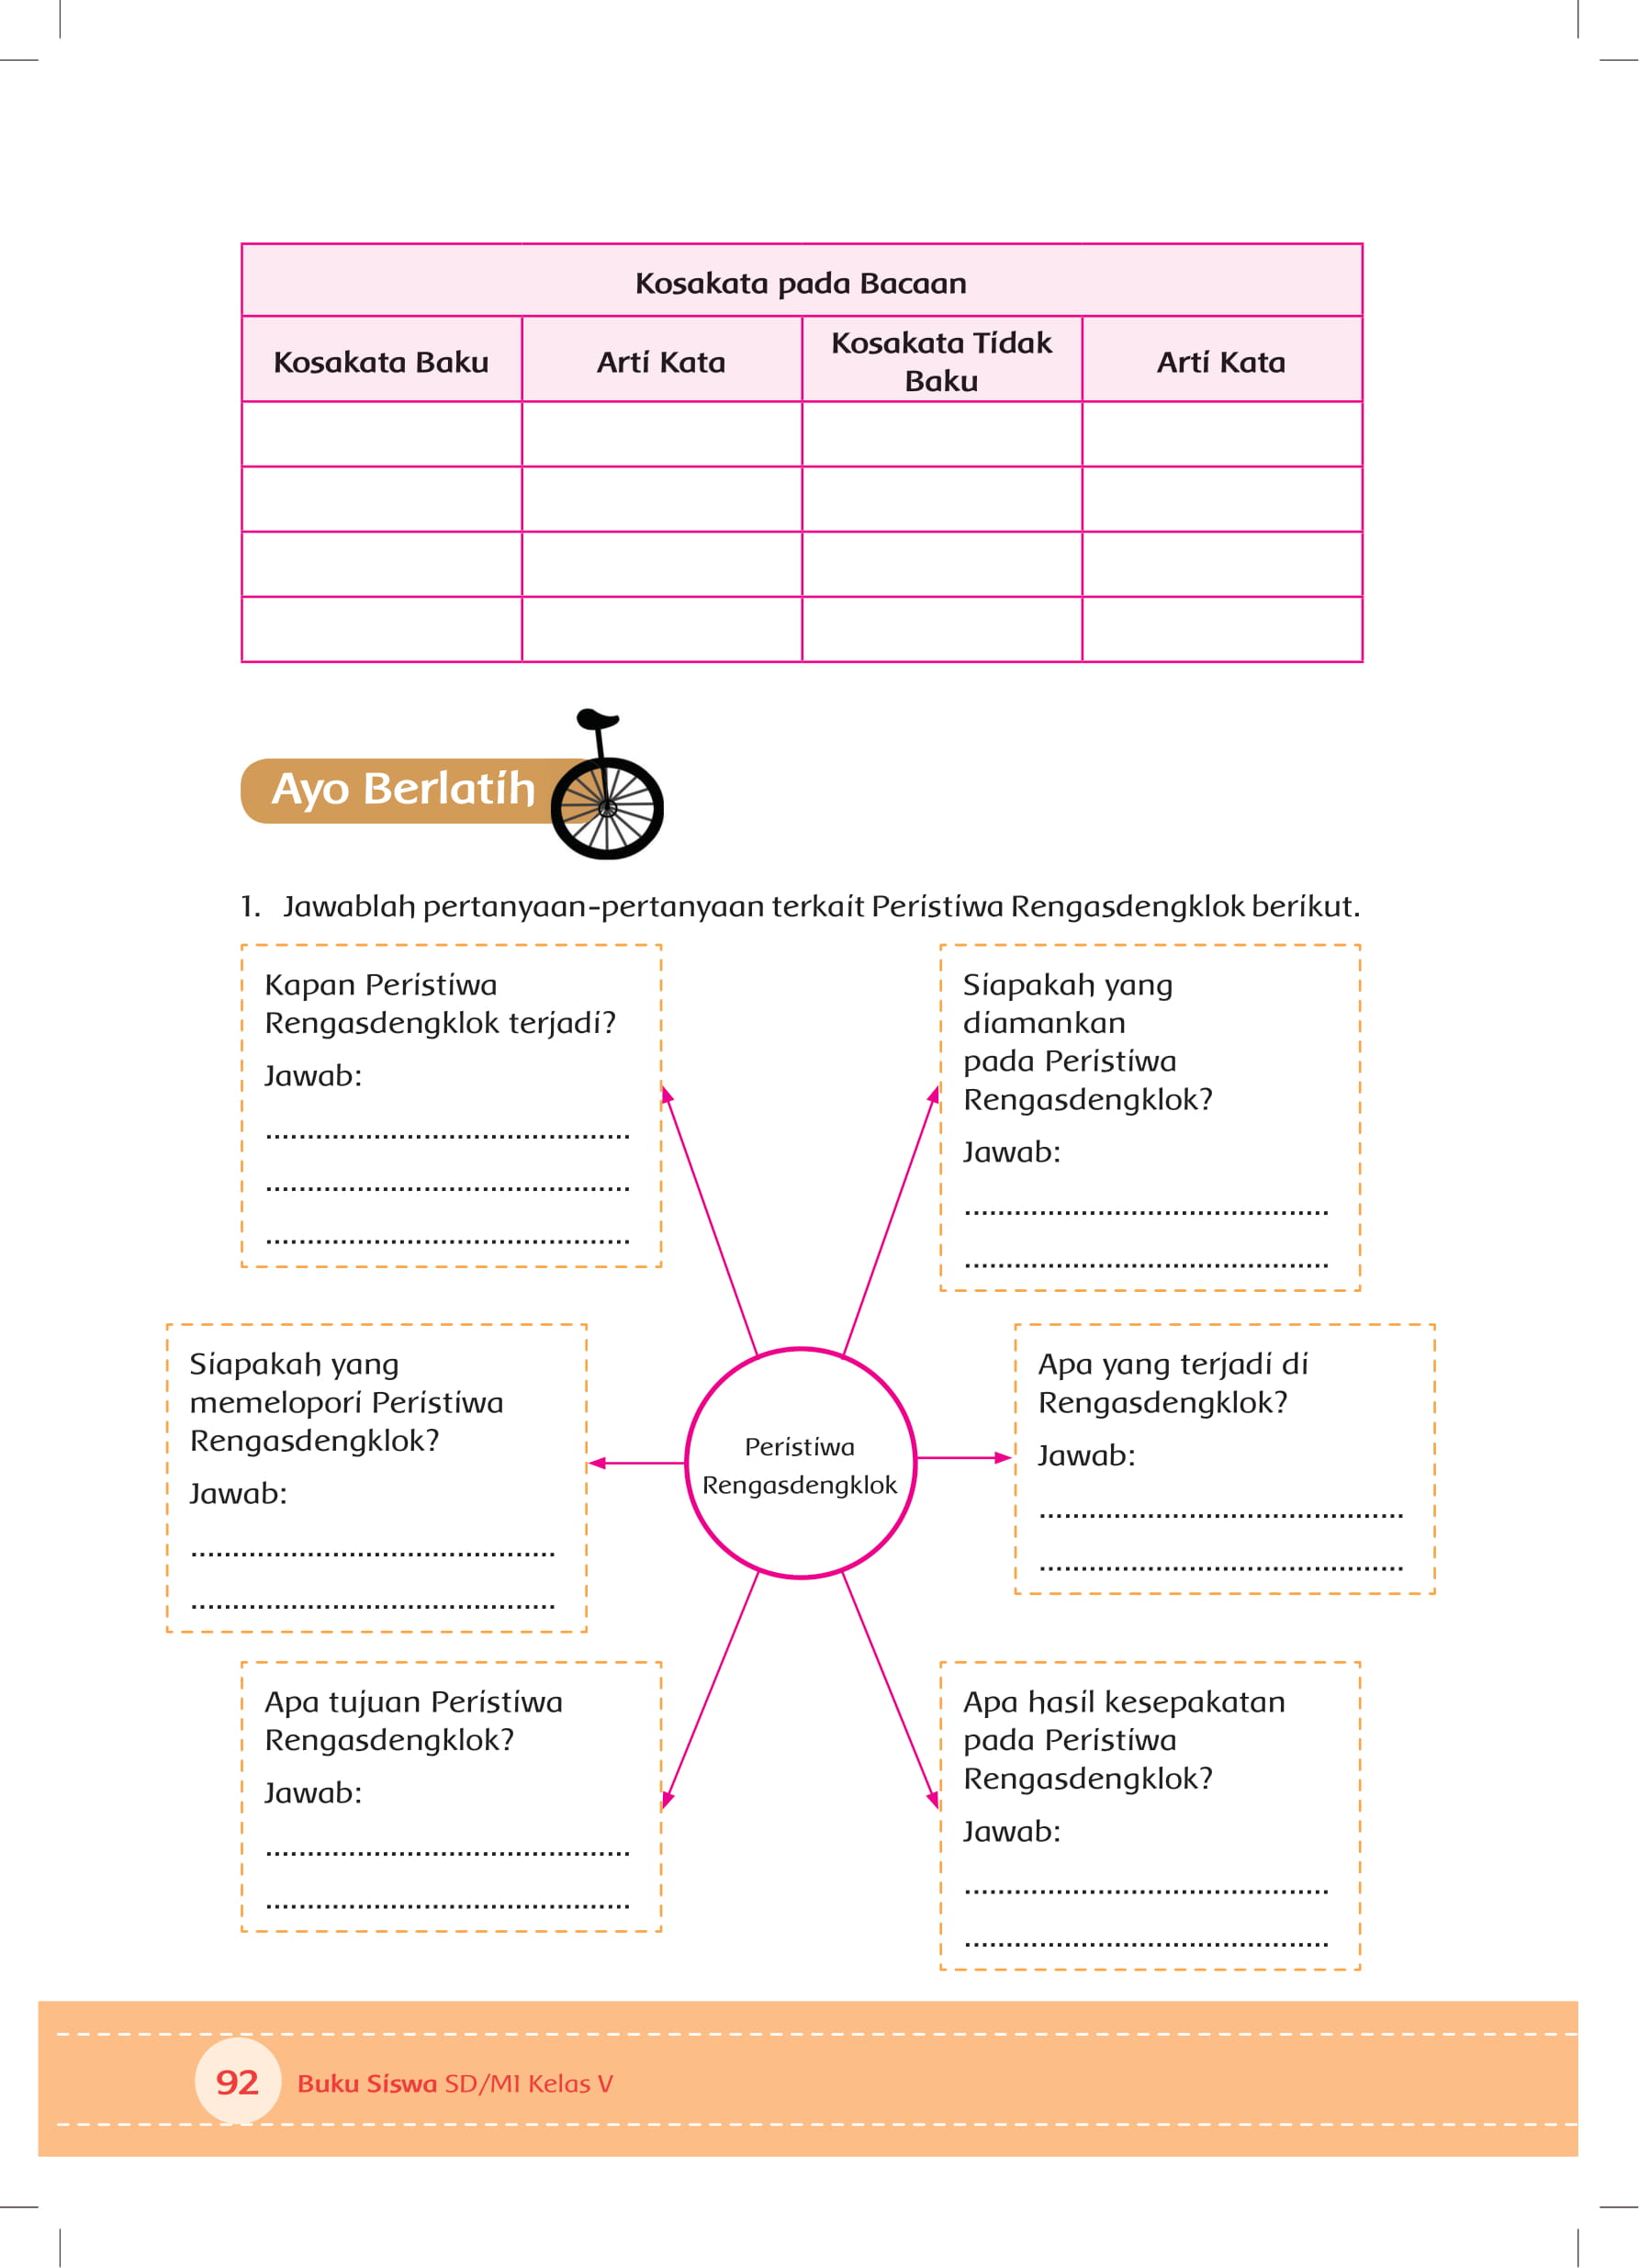 Kosakata pada Bacaan
Kosakata Baku
Arti Kata
Kosakata Tidak
Baku
Arti Kata
Ayo Berlatih
1. Jawablah pertanyaan-pertanyaan terkait Peristiwa Rengasdengklok berikut.
Kapan Peristiwa
Rengasdengklok terjadi?
Jawab:
............................................
............................................
............................................
Siapakah yang
diamankan
pada Peristiwa
Rengasdengklok?
Jawab:
............................................
............................................
Siapakah yang
memelopori Peristiwa
Rengasdengklok?
Jawab:
............................................
............................................
Peristiwa
Rengasdengklok
Apa yang terjadi di
Rengasdengklok?
Jawab:
............................................
............................................
Apa tujuan Peristiwa
Rengasdengklok?
Jawab:
............................................
............................................
Apa hasil kesepakatan
pada Peristiwa
Rengasdengklok?
Jawab:
............................................
............................................
92 Buku Siswa SD/MI Kelas V